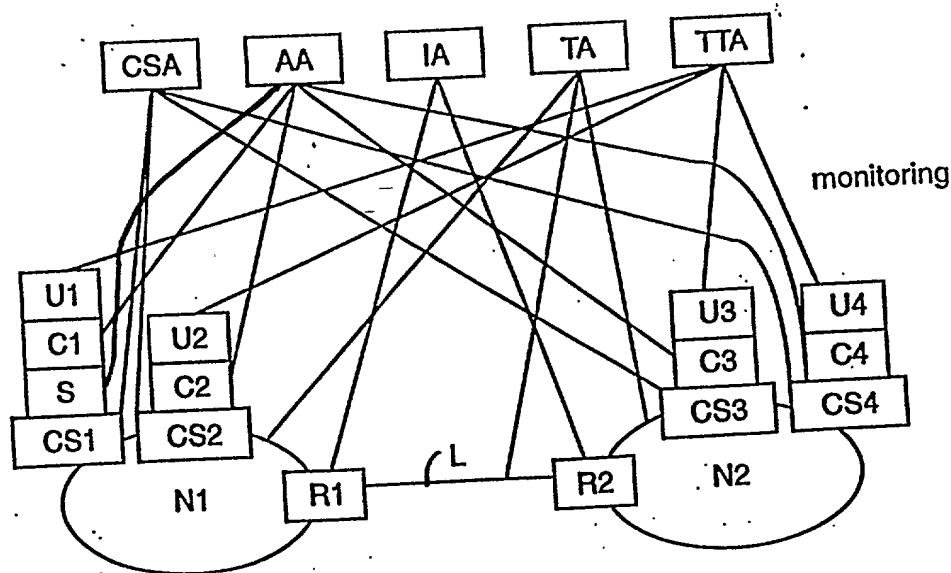 CSA AA IA TA TTA
monitoring
U1
C1
S
CS1
U2
C2
CS2
U3
C3
CS3
U4
C4
CS4
N1
R1
L
R2
N2